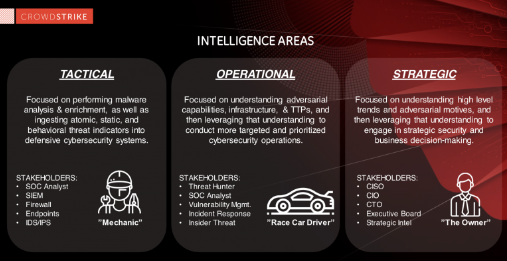 CROWDSTRIKE
INTELLIGENCE AREAS
TACTICAL
Focused on performing malware
analysis & enrichment, as well as
ingesting atomic, static, and
behavioral threat indicators into
defensive cybersecurity systems.
STAKEHOLDERS:
• SOC Analyst
• SIEM
• Firewall
• Endpoints
• IDS/IPS
"Mechanic"
OPERATIONAL
Focused on understanding adversarial
capabilities, infrastructure, & TTPs, and
then leveraging that understanding to
conduct more targeted and prioritized
cybersecurity operations.
STAKEHOLDERS:
• Threat Hunter
• SOC Analyst
• Vulnerability Mgmt.
• Incident Response
• Insider Threat
"Race Car Driver"
STRATEGIC
Focused on understanding high level
trends and adversarial motives, and
then leveraging that understanding to
engage in strategic security and
business decision-making.
STAKEHOLDERS:
• CISO
• CIO
• CTO
• Executive Board
• Strategic Intel
"The Owner"